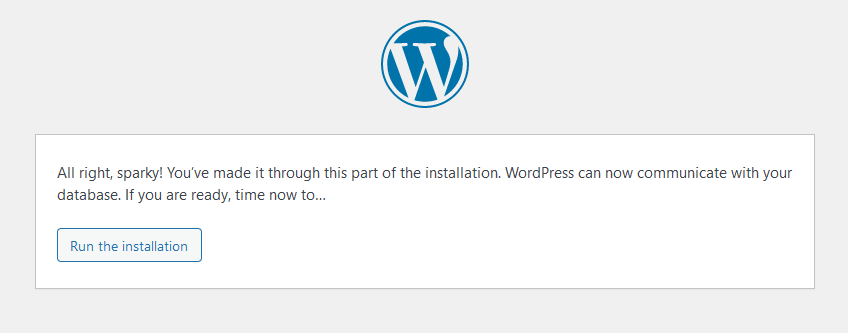 All right, sparky! You’ve made it through this part of the installation. WordPress can now communicate with your
database. If you are ready, time now to…
Run the installation